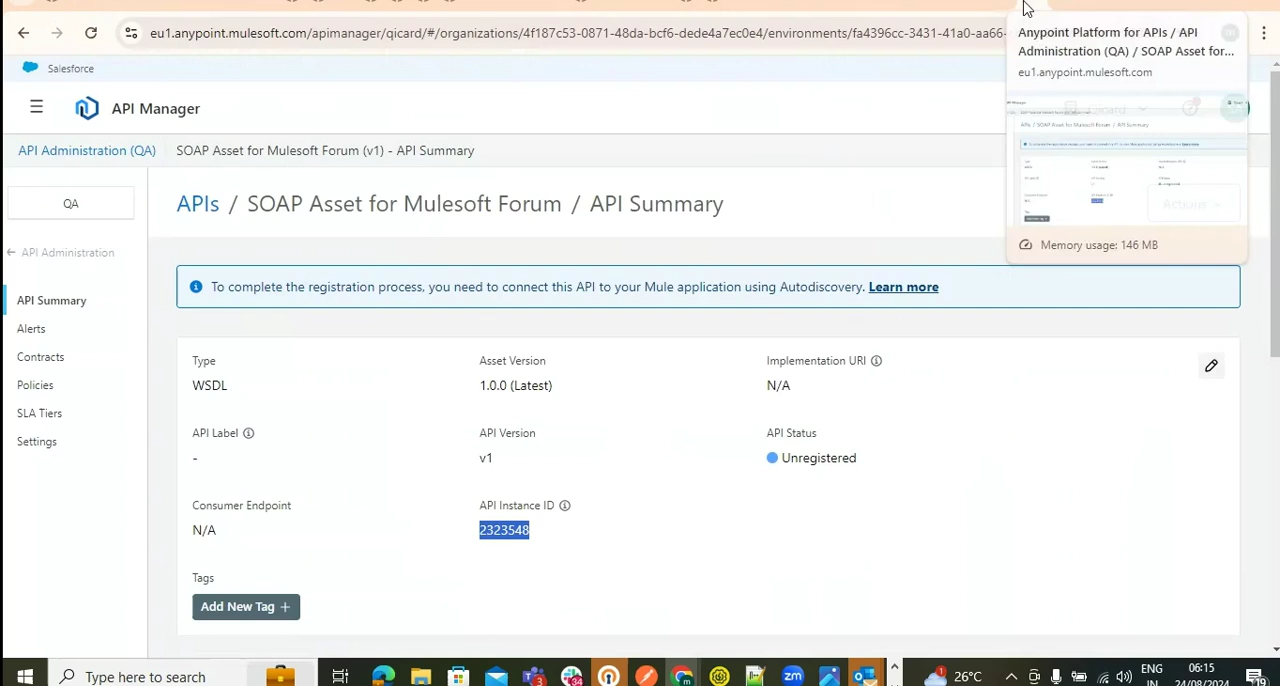 eu1.anypoint.mulesoft.com/apimanager/qicard/#/organizations/4f187c53-0871-48da-bcf6-dede4a7ec0e4/environments/fa4396cc-3431-41a0-aa66-
Anypoint Platform for APIs / API
Administration (QA) / SOAP Asset for...
eu1.anypoint.mulesoft.com
Memory usage: 146 MB
Salesforce
API Manager
API Administration (QA)
SOAP Asset for Mulesoft Forum (v1) - API Summary
QA
API Administration
API Summary
Alerts
Contracts
Policies
SLA Tiers
Settings
APIs / SOAP Asset for Mulesoft Forum / API Summary
Actions
To complete the registration process, you need to connect this API to your Mule application using Autodiscovery. Learn more
Type
WSDL
Asset Version
1.0.0 (Latest)
Implementation URI
N/A
API Label
-
API Version
v1
API Status
Unregistered
Consumer Endpoint
N/A
API Instance ID
2323548
Tags
Add New Tag +
Type here to search
26°C
ENG
IN
06:15
24/08/2024